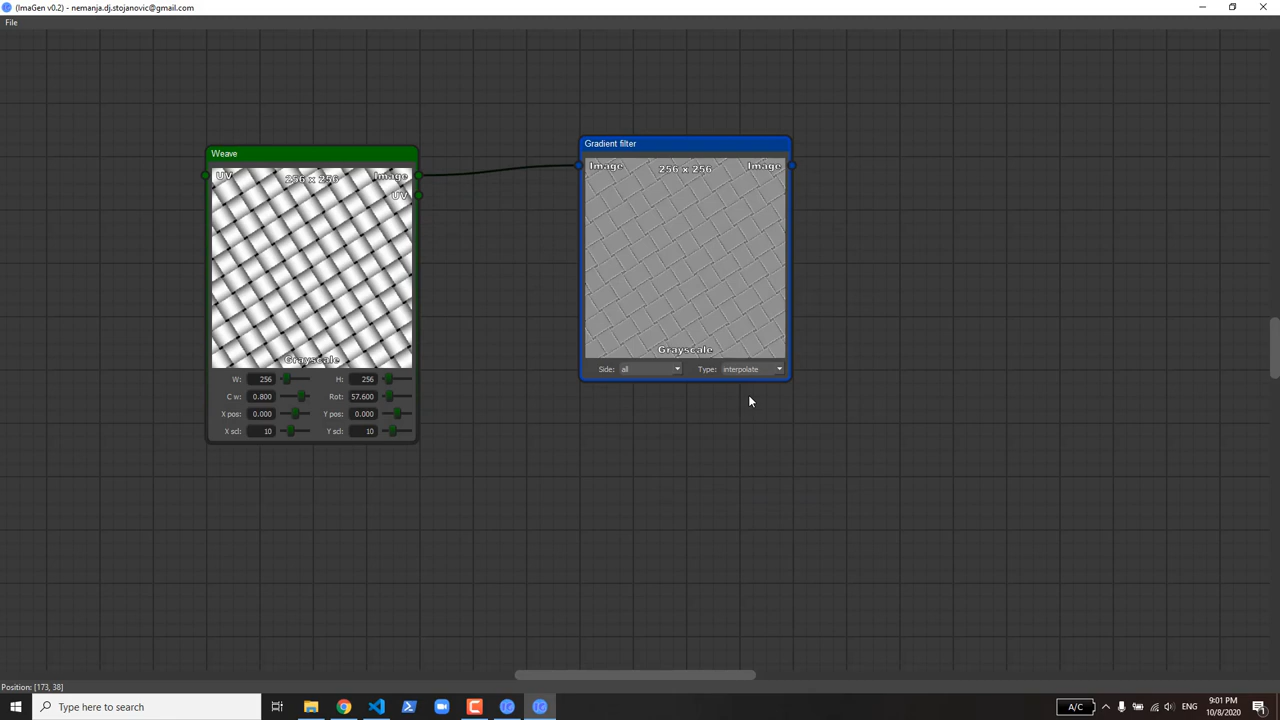 (ImaGen v0.2) - nemanja.dj.stojanovic@gmail.com
File
Weave
UV 256 x 256 Image
UV
Grayscale
W: 256 H: 256
C w: 0.800 Rot: 57.600
X pos: 0.000 Y pos: 0.000
X scl: 10 Y scl: 10
Gradient filter
Image 256 x 256 Image
Grayscale
Side: all Type: interpolate
Position: [173, 38]
Type here to search
A/C ENG 9:01 PM
10/8/2020
1